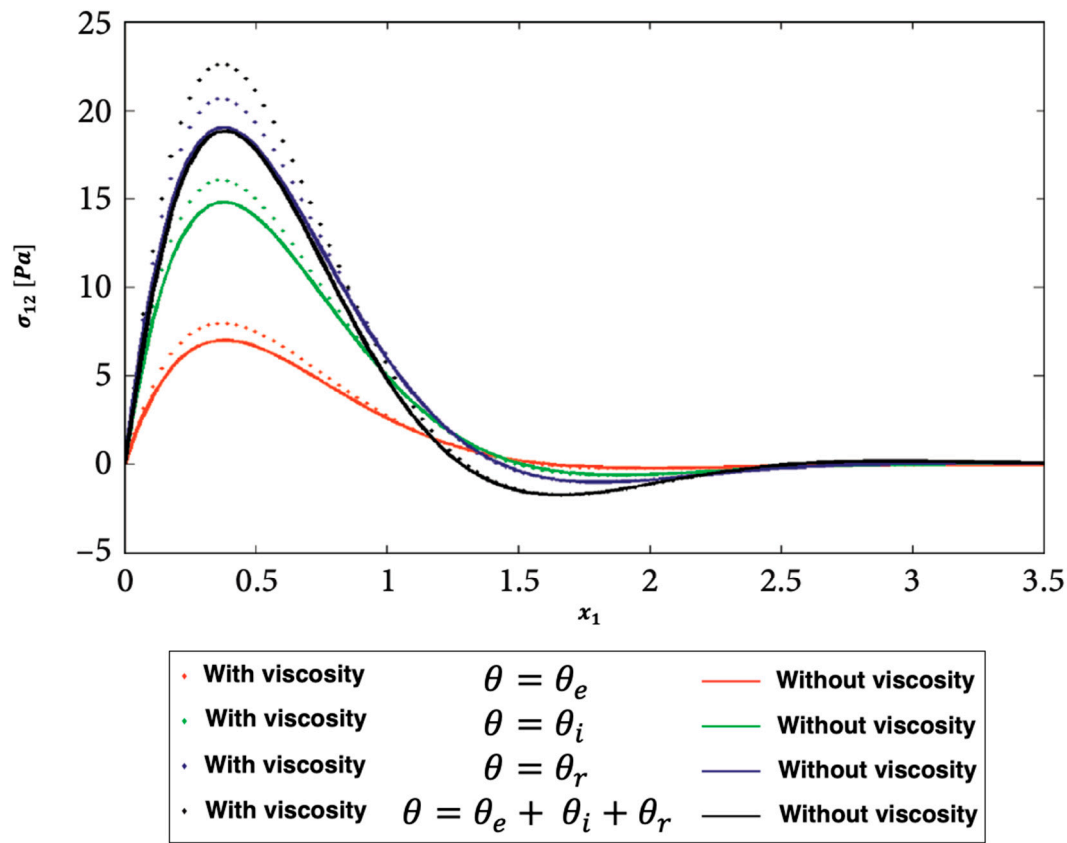 25
20
15
10
5
0
−5
σ₁₂ [Pa]
0 0.5 1 1.5 2 2.5 3 3.5
x₁
With viscosity θ = θₑ Without viscosity
With viscosity θ = θᵢ Without viscosity
With viscosity θ = θᵣ Without viscosity
With viscosity θ = θₑ + θᵢ + θᵣ Without viscosity